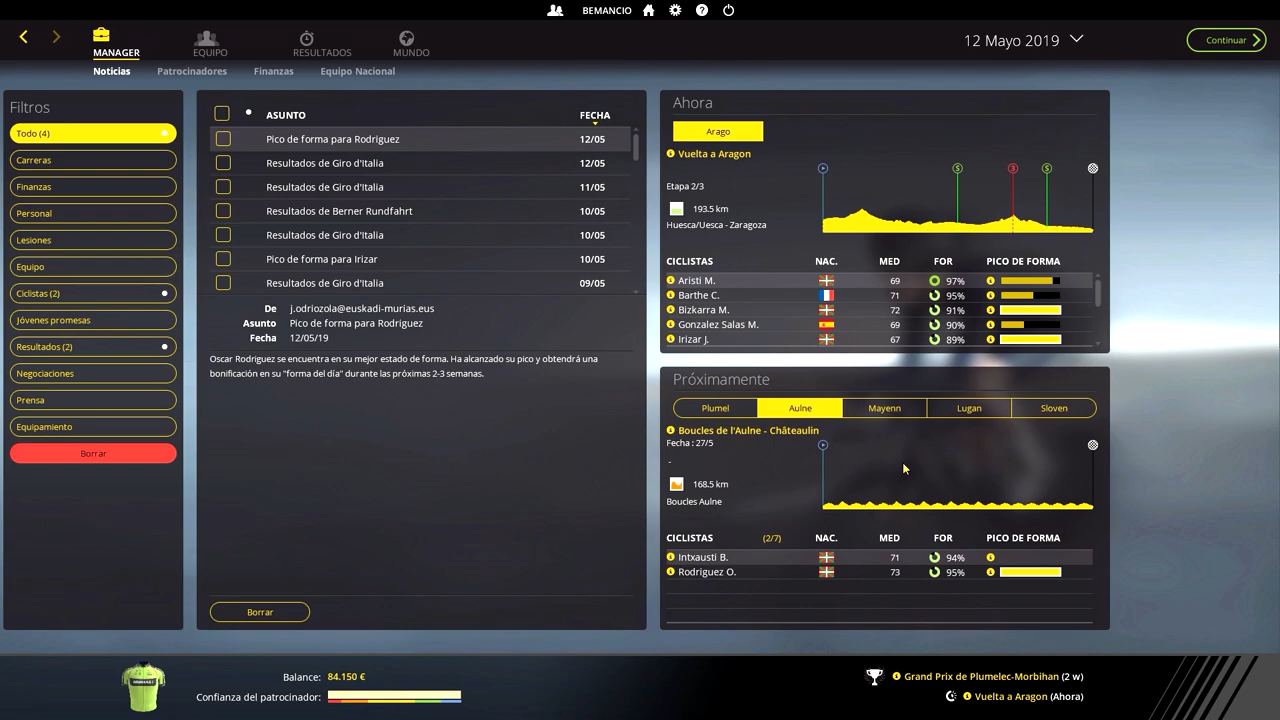 BEMANCIO
MANAGER
EQUIPO
RESULTADOS
MUNDO
12 Mayo 2019
Continuar
Noticias
Patrocinadores
Finanzas
Equipo Nacional
Filtros
Todo (4)
Carreras
Finanzas
Personal
Lesiones
Equipo
Ciclistas (2)
Jóvenes promesas
Resultados (2)
Negociaciones
Prensa
Equipamiento
Borrar
ASUNTO FECHA
Pico de forma para Rodriguez 12/05
Resultados de Giro d'Italia 12/05
Resultados de Giro d'Italia 11/05
Resultados de Berner Rundfahrt 10/05
Resultados de Giro d'Italia 10/05
Pico de forma para Irizar 10/05
Resultados de Giro d'Italia 09/05
De j.odriozola@euskadi-murias.eus
Asunto Pico de forma para Rodriguez
Fecha 12/05/19
Oscar Rodriguez se encuentra en su mejor estado de forma. Ha alcanzado su pico y obtendrá una
bonificación en su "forma del día" durante las próximas 2-3 semanas.
Borrar
Ahora
Arago
Vuelta a Aragon
S 3 S
Etapa 2/3
193.5 km
Huesca/Uesca - Zaragoza
CICLISTAS NAC. MED FOR PICO DE FORMA
Aristi M. 69 97%
Barthe C. 71 95%
Bizkarra M. 72 91%
Gonzalez Salas M. 69 90%
Irizar J. 67 89%
Próximamente
Plumel Aulne Mayenn Lugan Sloven
Boucles de l'Aulne - Châteaulin
Fecha : 27/5
-
168.5 km
Boucles Aulne
CICLISTAS (2/7) NAC. MED FOR PICO DE FORMA
Intxausti B. 71 94%
Rodriguez O. 73 95%
Balance: 84.150 €
Confianza del patrocinador:
Grand Prix de Plumelec-Morbihan (2 w)
Vuelta a Aragon (Ahora)